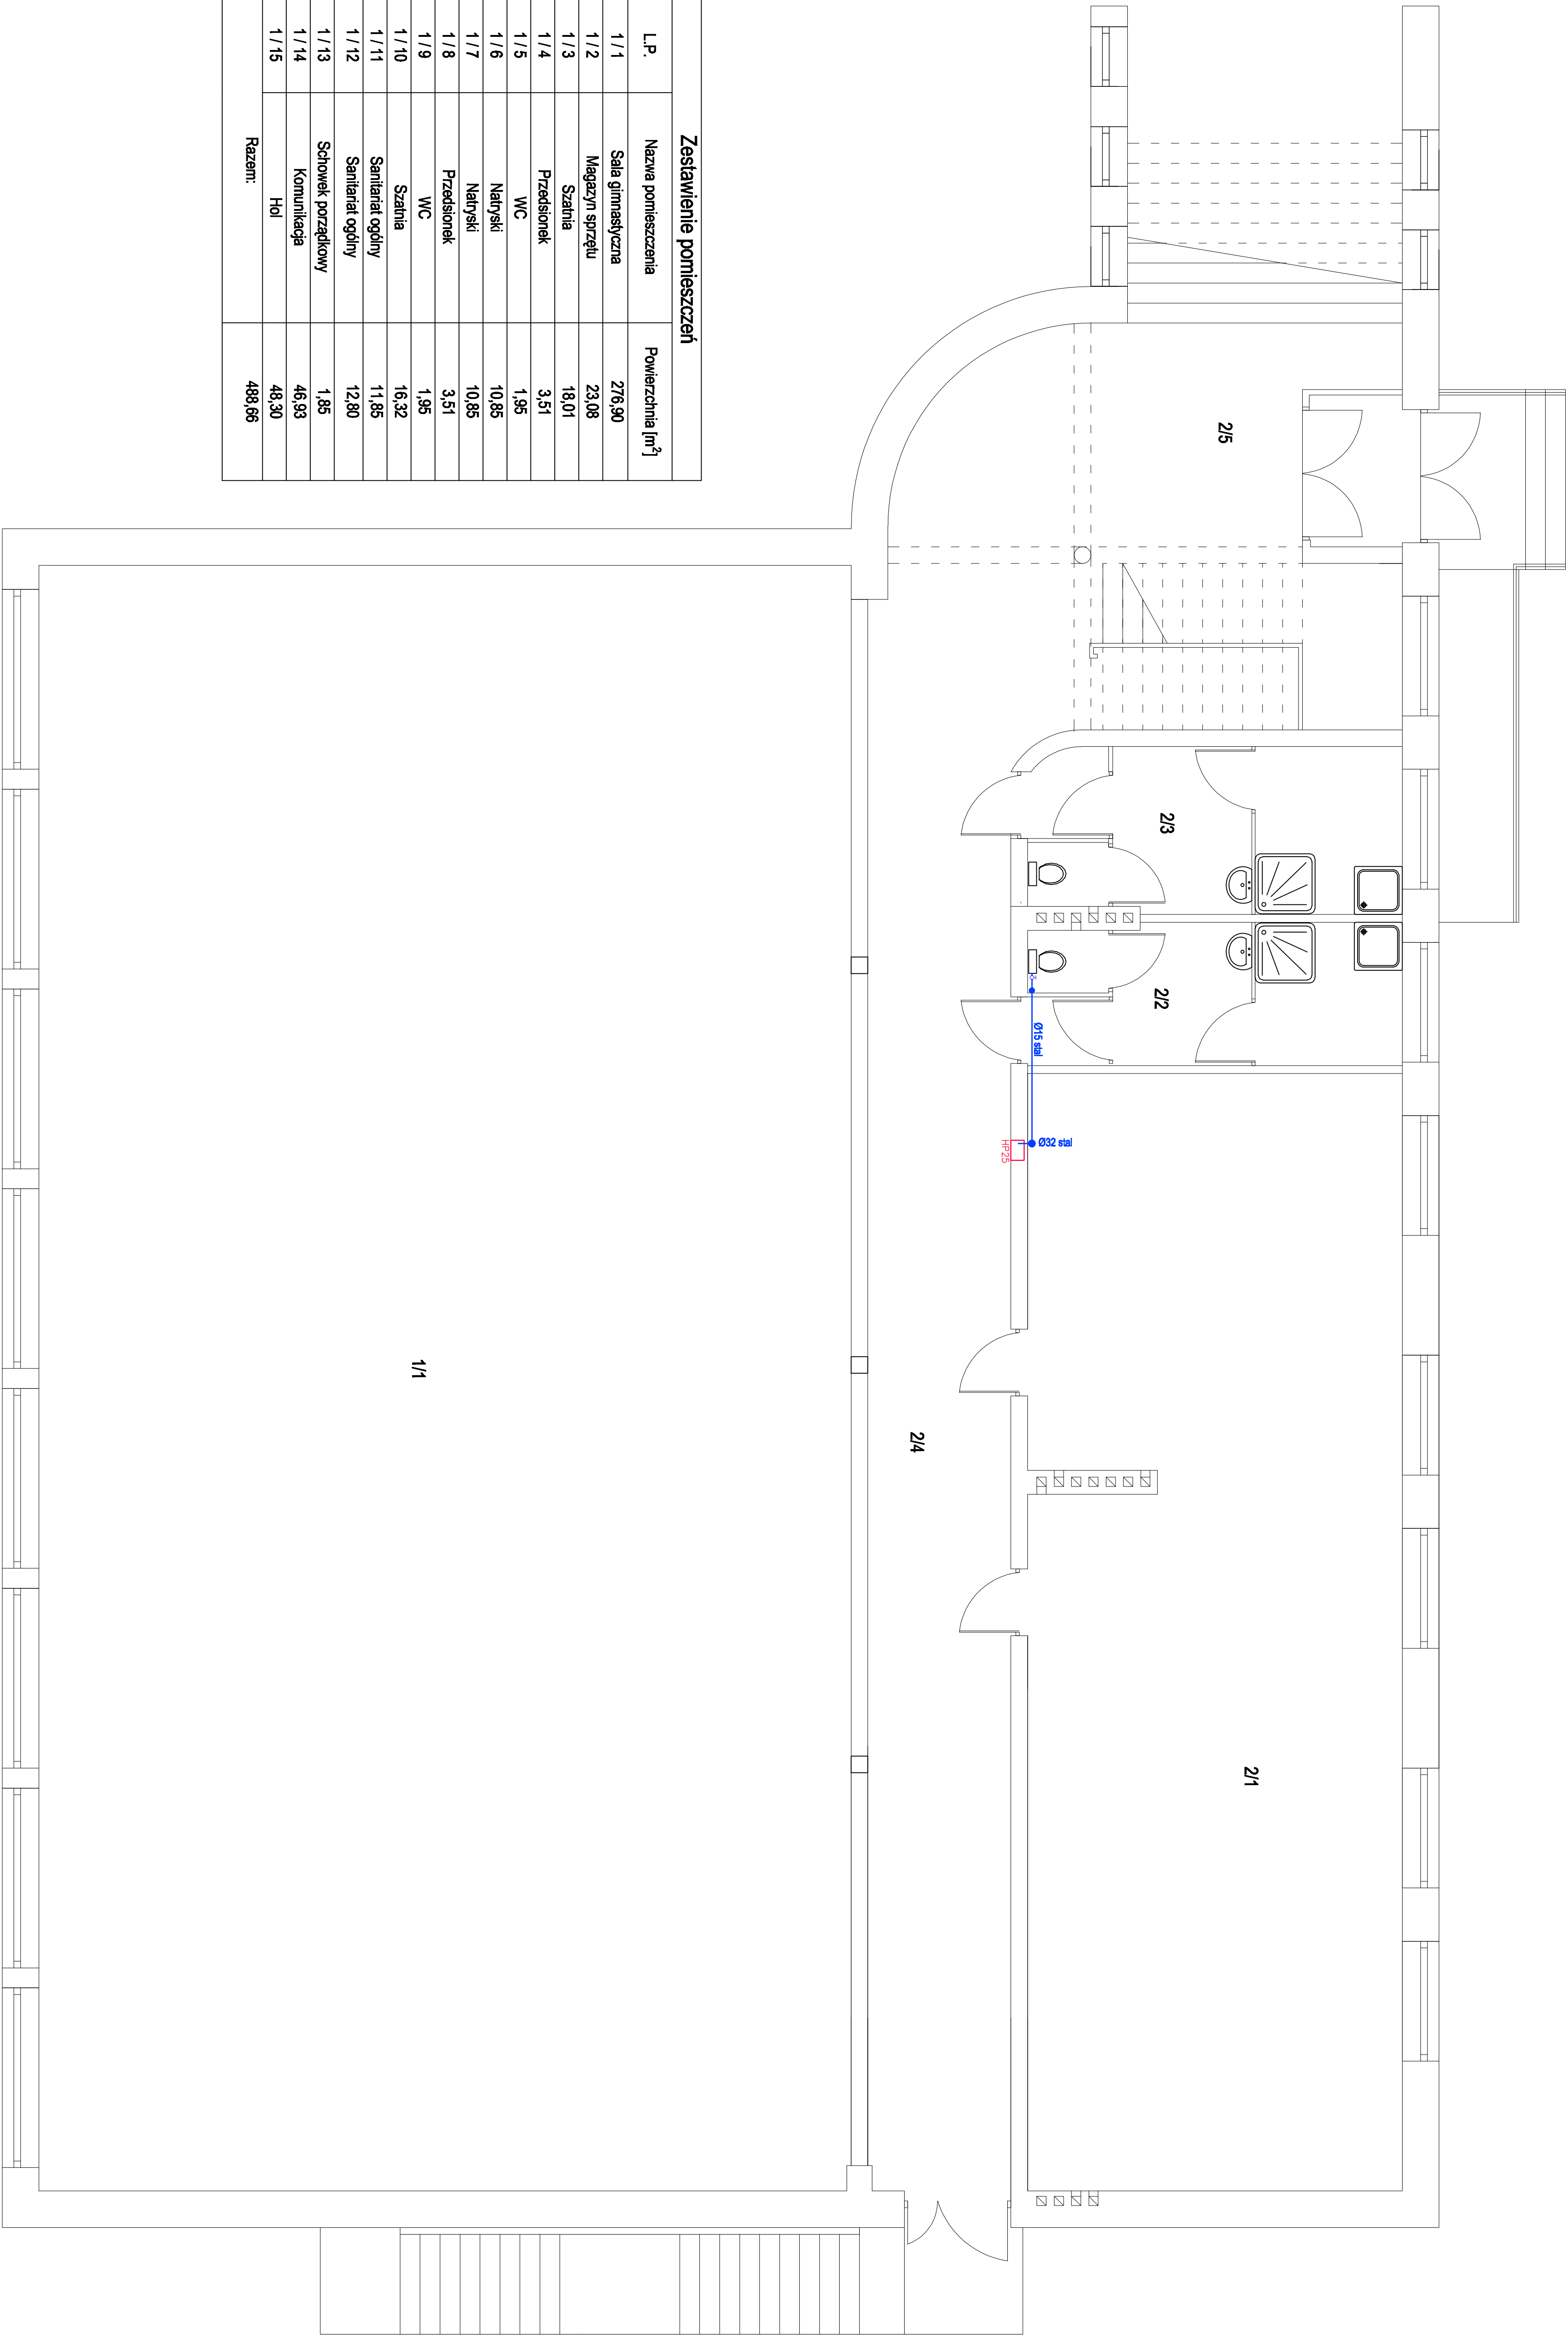 Zestawienie pomieszczeń
L.P. Nazwa pomieszczenia Powierzchnia [m²]
1 / 1 Sala gimnastyczna 276,90
1 / 2 Magazyn sprzętu 23,08
1 / 3 Szatnia 18,01
1 / 4 Przedsionek 3,51
1 / 5 WC 1,95
1 / 6 Natryski 10,85
1 / 7 Natryski 10,85
1 / 8 Przedsionek 3,51
1 / 9 WC 1,95
1 / 10 Szatnia 16,32
1 / 11 Sanitariat ogólny 11,85
1 / 12 Sanitariat ogólny 12,80
1 / 13 Schowek porządkowy 1,85
1 / 14 Komunikacja 46,93
1 / 15 Hol 48,30
Razem: 488,66
2/5
2/3
2/2
Ø15 stal
Ø32 stal
HP25
2/1
2/4
1/1